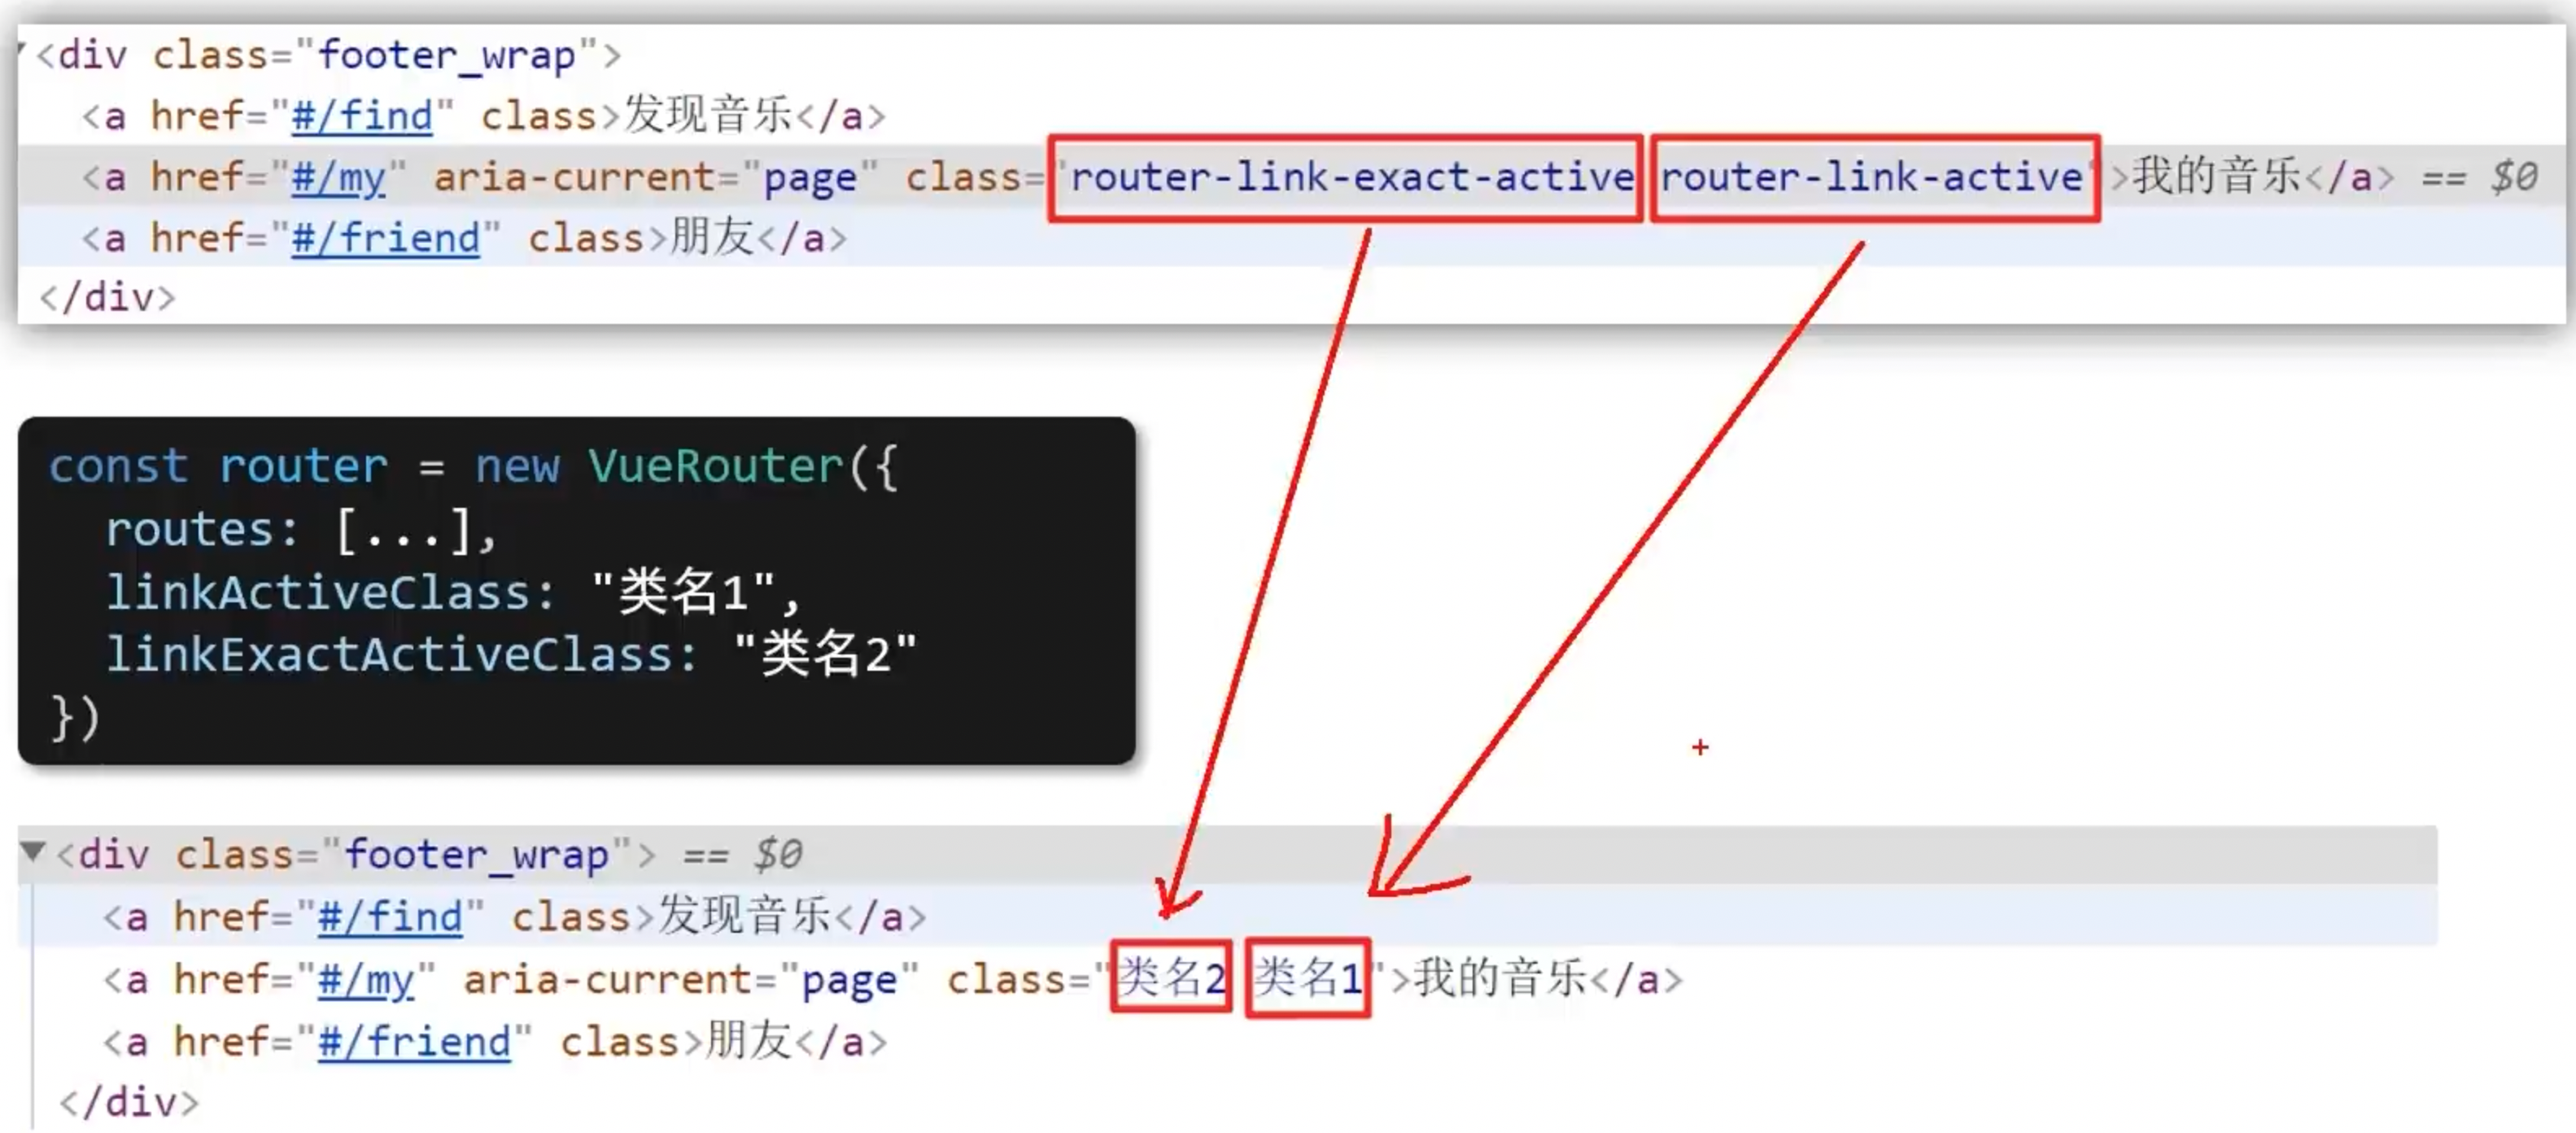 <div class="footer_wrap">
<a href="#/find" class>发现音乐</a>
<a href="#/my" aria-current="page" class="router-link-exact-active router-link-active">我的音乐</a> == $0
<a href="#/friend" class>朋友</a>
</div>
const router = new VueRouter({
routes: [...],
linkActiveClass: "类名1",
linkExactActiveClass: "类名2"
})
<div class="footer_wrap"> == $0
<a href="#/find" class>发现音乐</a>
<a href="#/my" aria-current="page" class="类名2 类名1">我的音乐</a>
<a href="#/friend" class>朋友</a>
</div>